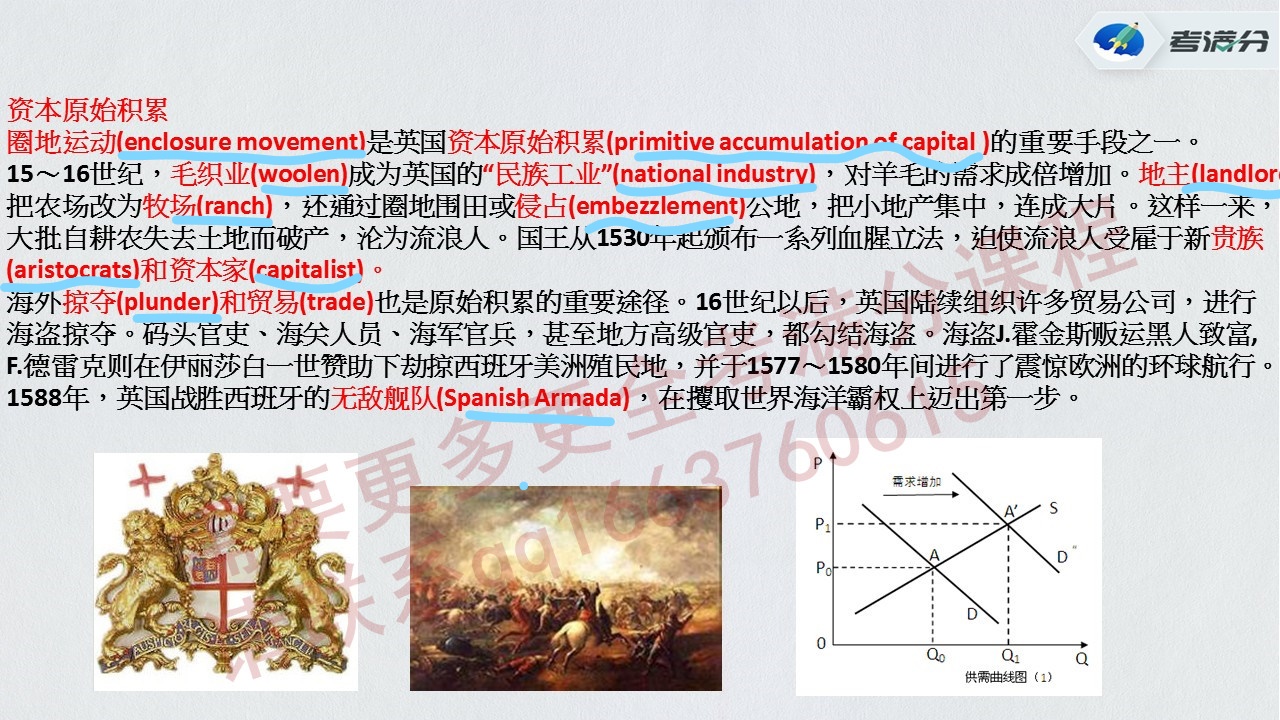 考满分
资本原始积累
圈地运动(enclosure movement)是英国资本原始积累(primitive accumulation of capital )的重要手段之一。
15～16世纪，毛织业(woolen)成为英国的“民族工业”(national industry)，对羊毛的需求成倍增加。地主(landlor
把农场改为牧场(ranch)，还通过圈地围田或侵占(embezzlement)公地，把小地产集中，连成大片。这样一来，
大批自耕农失去土地而破产，沦为流浪人。国王从1530年起颁布一系列血腥立法，迫使流浪人受雇于新贵族
(aristocrats)和资本家(capitalist)。
海外掠夺(plunder)和贸易(trade)也是原始积累的重要途径。16世纪以后，英国陆续组织许多贸易公司，进行
海盗掠夺。码头官吏、海关人员、海军官兵，甚至地方高级官吏，都勾结海盗。海盗J.霍金斯贩运黑人致富,
F.德雷克则在伊丽莎白一世赞助下劫掠西班牙美洲殖民地，并于1577～1580年间进行了震惊欧洲的环球航行。
1588年，英国战胜西班牙的无敌舰队(Spanish Armada)，在攫取世界海洋霸权上迈出第一步。
需要更多更全考满分课程
请联系qq1663760615
P
需求增加
A’
S
P₁
A
D
P₀
D
0
Q₀
Q₁
Q
供需曲线图（1）